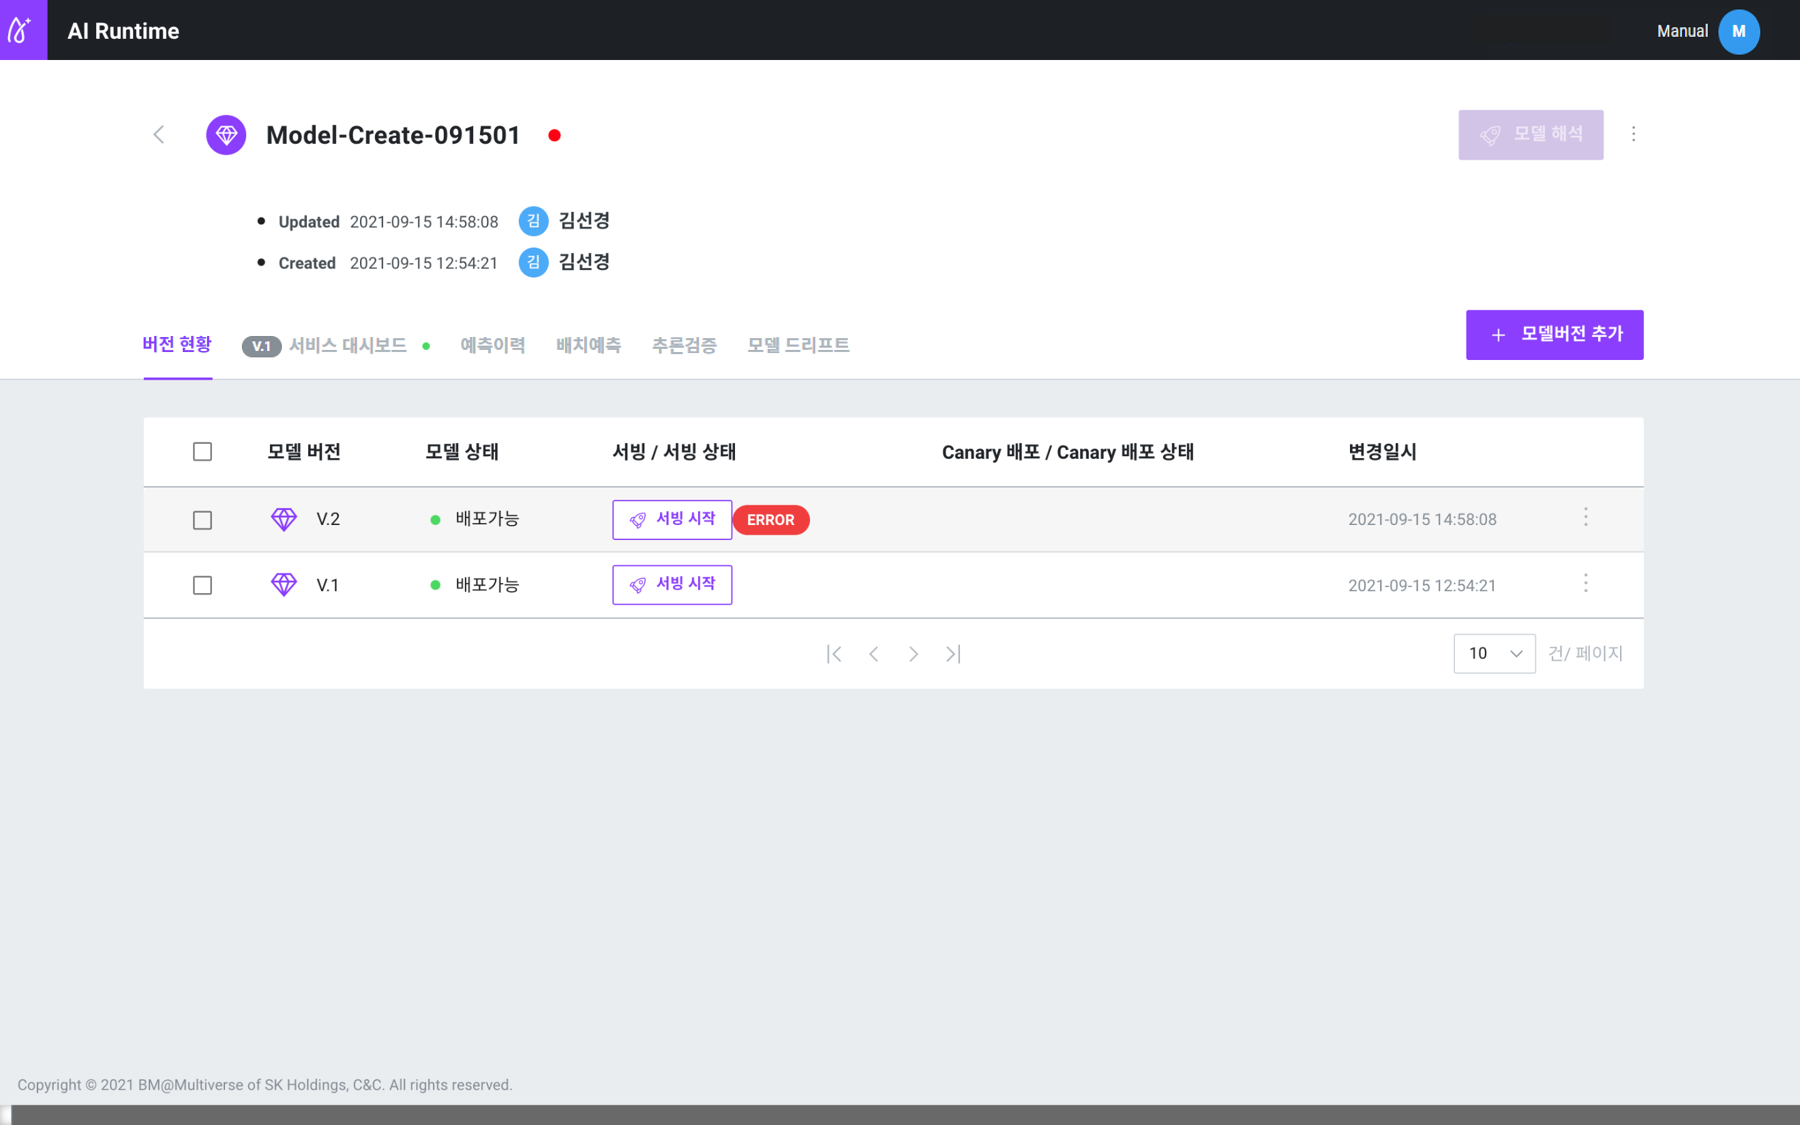 AI Runtime
Manual M
Model-Create-091501
모델 해석
Updated 2021-09-15 14:58:08 김 김선경
Created 2021-09-15 12:54:21 김 김선경
버전 현황 V.1 서비스 대시보드 예측이력 배치예측 추론검증 모델 드리프트
+ 모델버전 추가
모델 버전 모델 상태 서빙 / 서빙 상태 Canary 배포 / Canary 배포 상태 변경일시
V.2 배포가능 서빙 시작 ERROR 2021-09-15 14:58:08
V.1 배포가능 서빙 시작 2021-09-15 12:54:21
10 건/ 페이지
Copyright © 2021 BM@Multiverse of SK Holdings, C&C. All rights reserved.